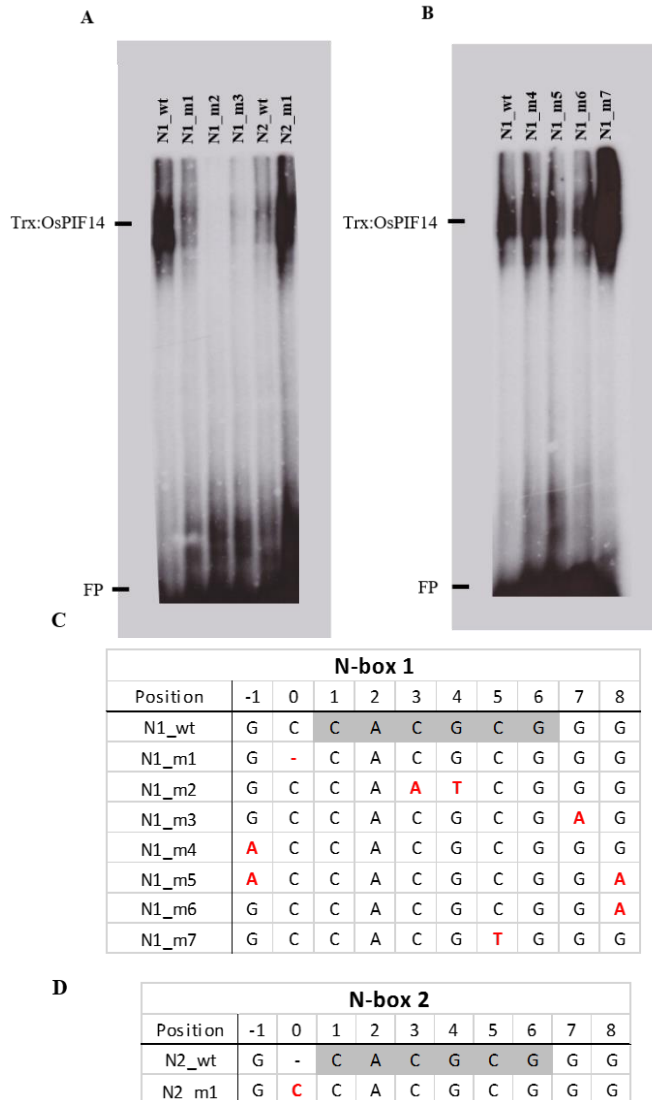 A
B
N1_wt
N1_m1
N1_m2
N1_m3
N2_wt
N2_m1
N1_wt
N1_m4
N1_m5
N1_m6
N1_m7
Trx:OsPIF14
Trx:OsPIF14
FP
FP
C
N-box 1
Position -1 0 1 2 3 4 5 6 7 8
N1_wt G C C A C G C G G G
N1_m1 G - C A C G C G G G
N1_m2 G C C A A T C G G G
N1_m3 G C C A C G C G A G
N1_m4 A C C A C G C G G G
N1_m5 A C C A C G C G G A
N1_m6 G C C A C G C G G A
N1_m7 G C C A C G T G G G
D
N-box 2
Position -1 0 1 2 3 4 5 6 7 8
N2_wt G - C A C G C G G G
N2_m1 G C C A C G C G G G